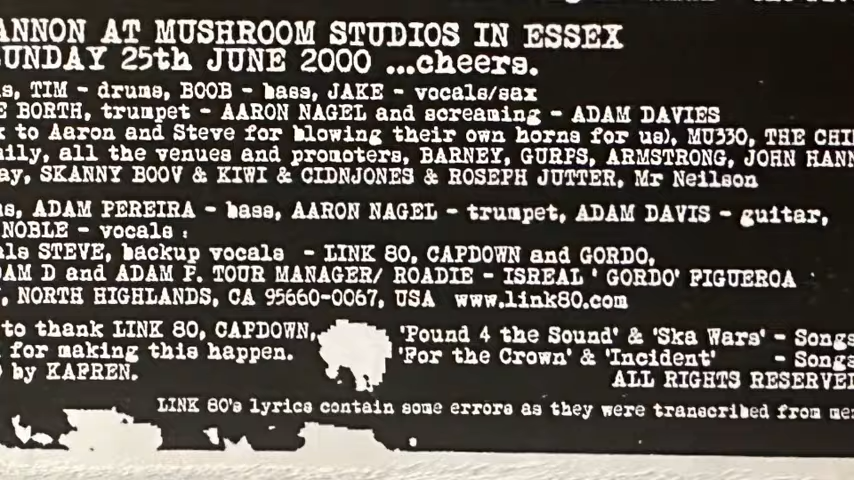 ANNON AT MUSHROOM STUDIOS IN ESSEX
SUNDAY 25th JUNE 2000 ...cheers.
s, TIM - drums, BOOB - bass, JAKE - vocals/sax
E BORTH, trumpet - AARON NAGEL and screaming - ADAM DAVIES
k to Aaron and Steve for blowing their own horns for us), MU330, THE CHI
aily, all the venues and promoters, BARNEY, GURPS, ARMSTRONG, JOHN HANN
ay, SKANNY BOOV & KIWI & CIDNJONES & ROSEPH JUTTER, Mr Neilson
s, ADAM PEREIRA - bass, AARON NAGEL - trumpet, ADAM DAVIS - guitar,
NOBLE - vocals :
als STEVE, backup vocals - LINK 80, CAPDOWN and GORDO,
AM D and ADAM P. TOUR MANAGER/ ROADIE - ISREAL ' GORDO' FIGUEROA
, NORTH HIGHLANDS, CA 95660-0067, USA www.link80.com
to thank LINK 80, CAPDOWN,
for making this happen.
by KAFREN.
'Pound 4 the Sound' & 'Ska Wars' - Songs
'For the Crown' & 'Incident' - Songs
ALL RIGHTS RESERVED
LINK 80's lyrics contain some errors as they were transcribed from me